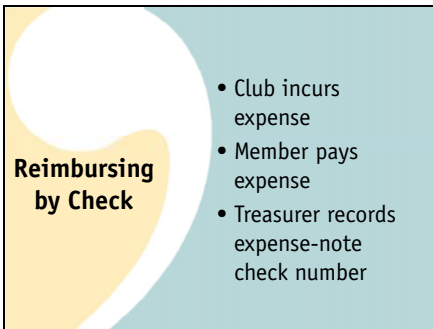 Reimbursing
by Check
• Club incurs
expense
• Member pays
expense
• Treasurer records
expense-note
check number